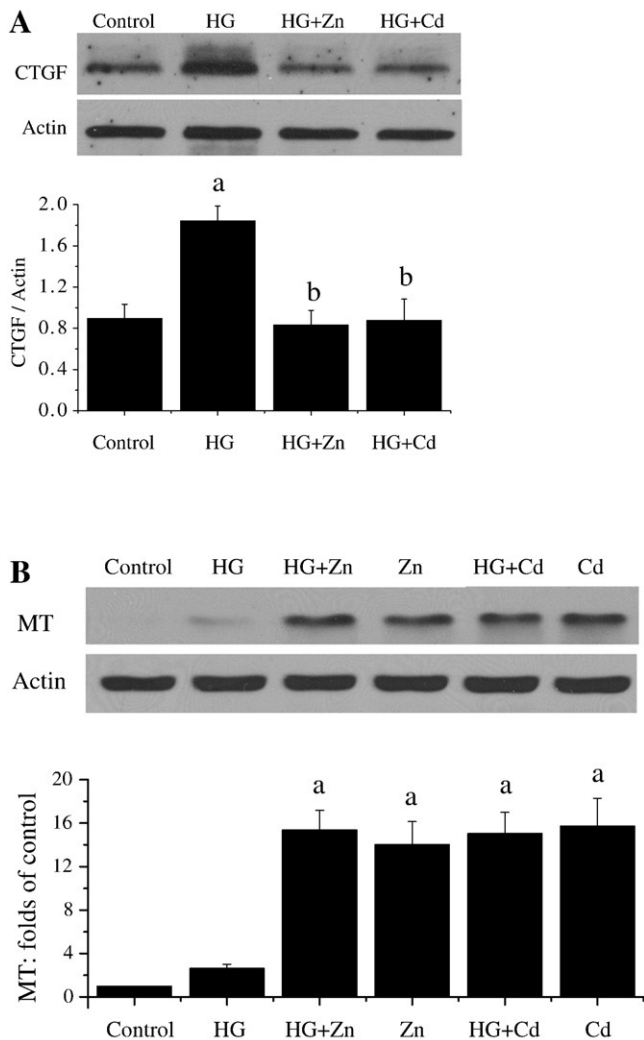 A
Control HG HG+Zn HG+Cd
CTGF
Actin
a
b b
CTGF / Actin
2.0
1.6
1.2
0.8
0.4
0.0
Control HG HG+Zn HG+Cd
B
Control HG HG+Zn Zn HG+Cd Cd
MT
Actin
a a a a
MT: folds of control
20
16
12
8
4
0
Control HG HG+Zn Zn HG+Cd Cd